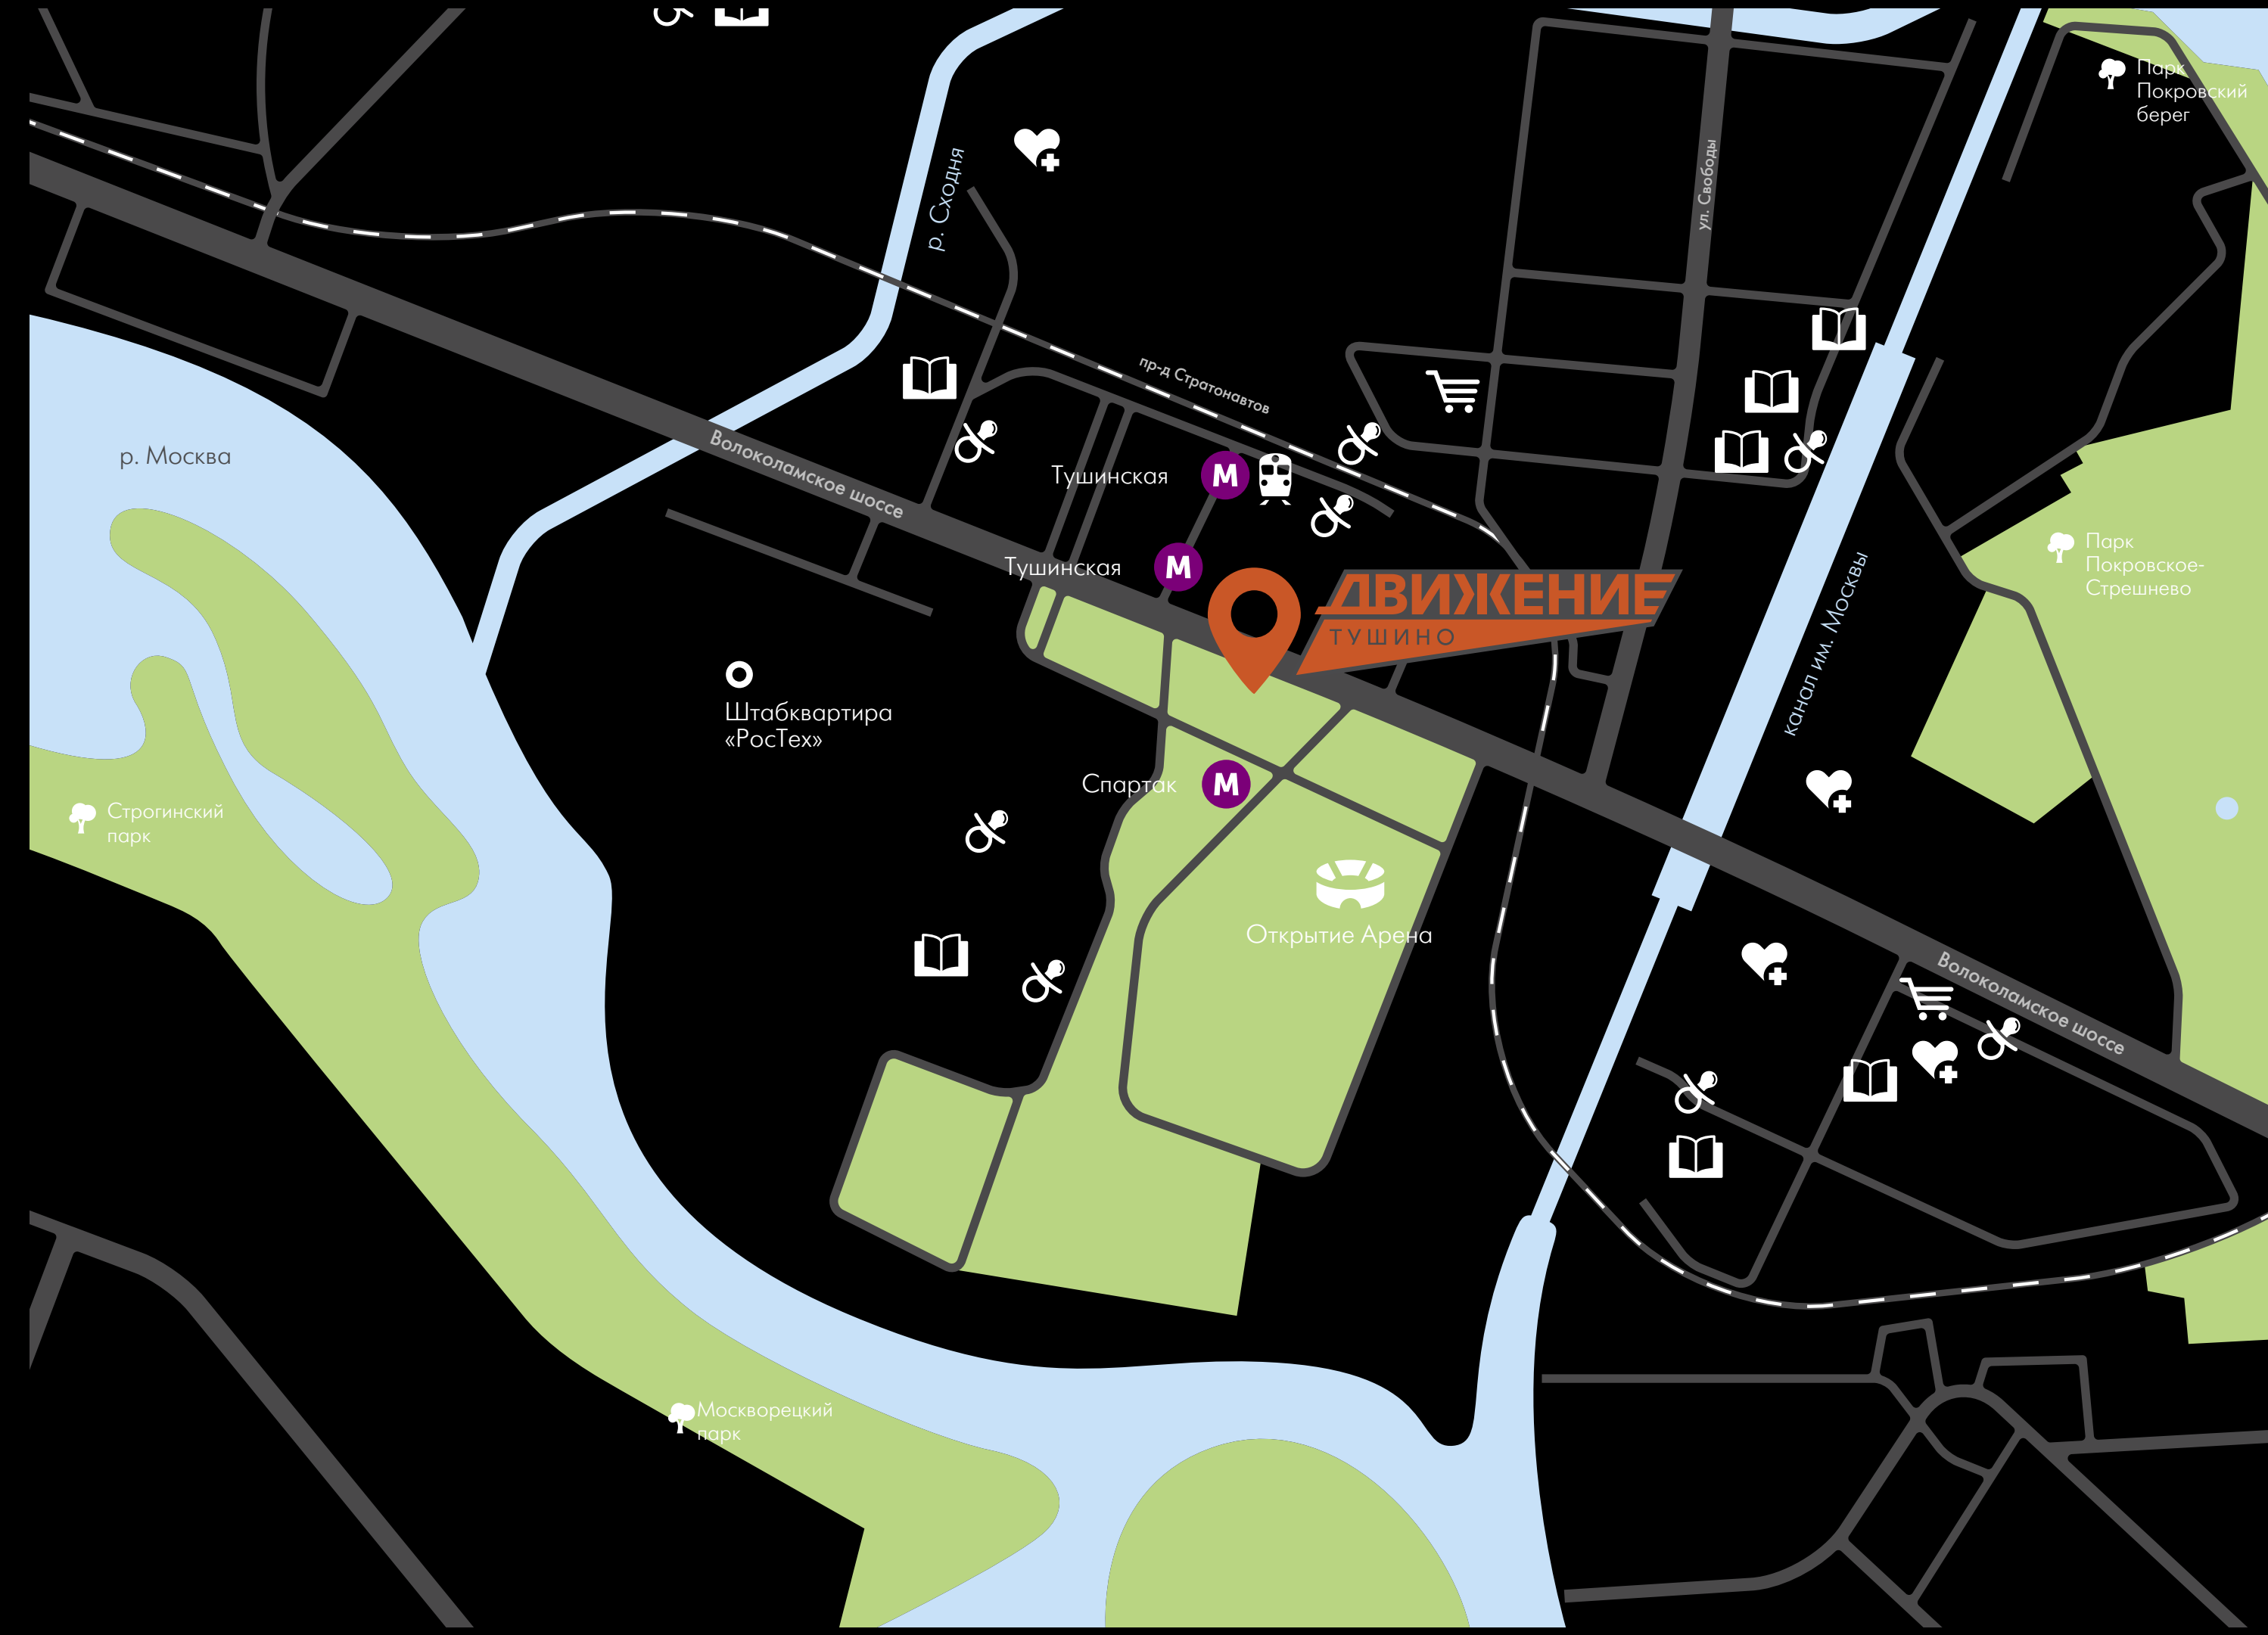 Парк
Покровский
берег
р. Сходня
ул. Свободы
пр-д Стратонавтов
Волоколамское шоссе
р. Москва
Тушинская
M
Тушинская
M
ДВИЖЕНИЕ
ТУШИНО
Парк
Покровское-
Стрешнево
канал им. Москвы
Штабквартира
«РосТех»
Спартак
M
Строгинский
парк
Открытие Арена
Волоколамское шоссе
Москворецкий
парк